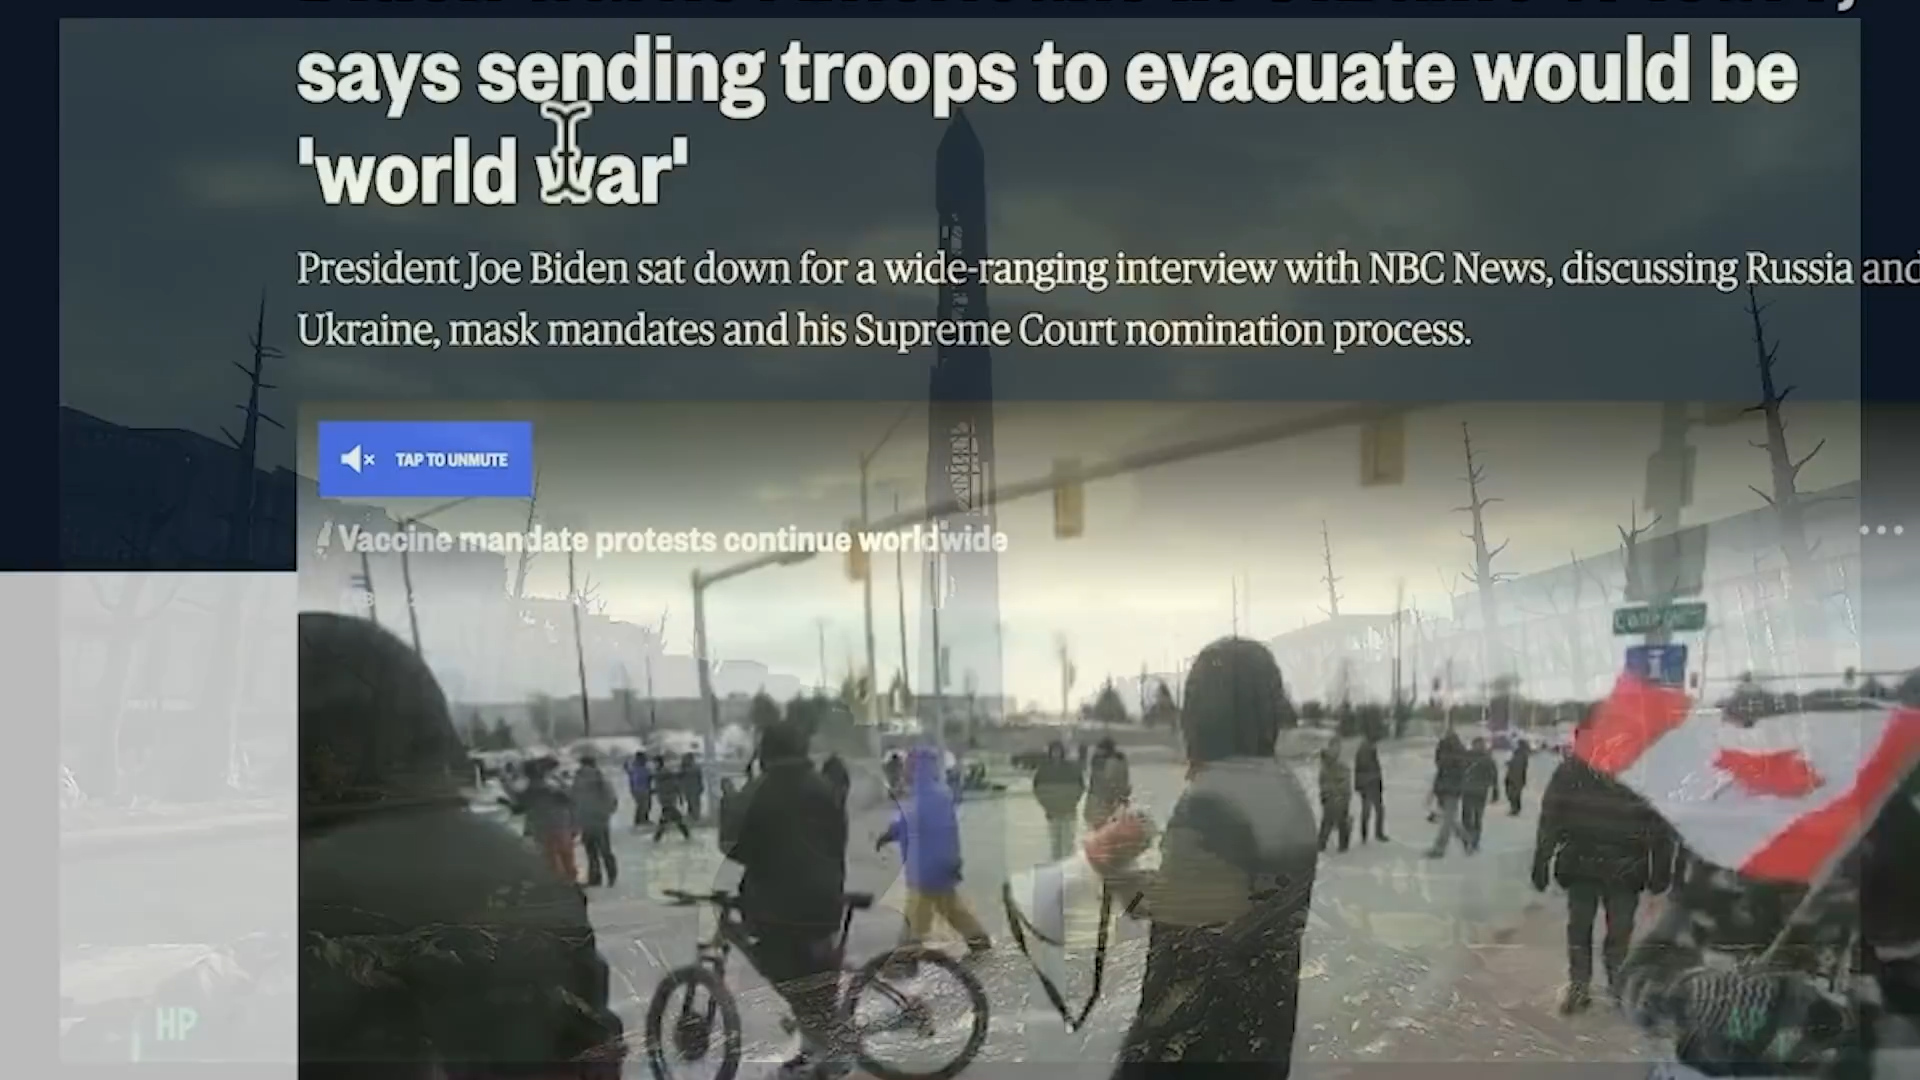 says sending troops to evacuate would be
'world war'
President Joe Biden sat down for a wide-ranging interview with NBC News, discussing Russia and
Ukraine, mask mandates and his Supreme Court nomination process.
TAP TO UNMUTE
Vaccine mandate protests continue worldwide
HP
AP